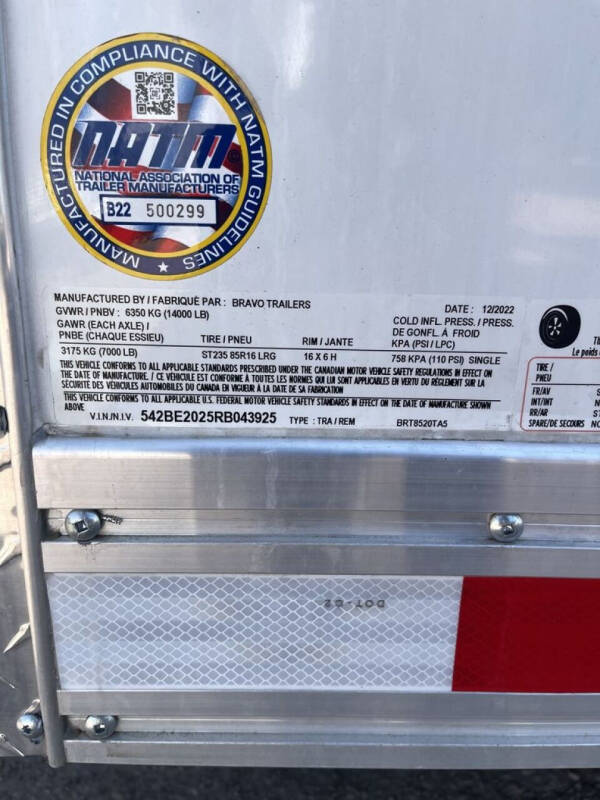 MANUFACTURED IN COMPLIANCE WITH NATM GUIDELINES
NATM
NATIONAL ASSOCIATION OF
TRAILER MANUFACTURERS
B22 500299
MANUFACTURED BY / FABRIQUÉ PAR : BRAVO TRAILERS DATE : 12/2022
GVWR / PNBV : 6350 KG (14000 LB) COLD INFL. PRESS. / PRESS.
GAWR (EACH AXLE) / DE GONFL. À FROID
PNBE (CHAQUE ESSIEU) TIRE / PNEU RIM / JANTE KPA (PSI / LPC)
3175 KG (7000 LB) ST235 85R16 LRG 16 X 6 H 758 KPA (110 PSI) SINGLE
THIS VEHICLE CONFORMS TO ALL APPLICABLE STANDARDS PRESCRIBED UNDER THE CANADIAN MOTOR VEHICLE SAFETY REGULATIONS IN EFFECT ON
THE DATE OF MANUFACTURE. / CE VÉHICULE EST CONFORME À TOUTES LES NORMES QUI LUI SONT APPLICABLES EN VERTU DU RÈGLEMENT SUR LA
SÉCURITÉ DES VÉHICULES AUTOMOBILES DU CANADA EN VIGUEUR À LA DATE DE SA FABRICATION.
THIS VEHICLE CONFORMS TO ALL APPLICABLE U.S. FEDERAL MOTOR VEHICLE SAFETY STANDARDS IN EFFECT ON THE DATE OF MANUFACTURE SHOWN
ABOVE
V.I.N./N.I.V. 542BE2025RB043925 TYPE : TRA / REM BRT8520TA5
Le poids
TIRE /
PNEU
FR/AV
INT/INT
RR/AR
SPARE/DE SECOURS
DOT-C2